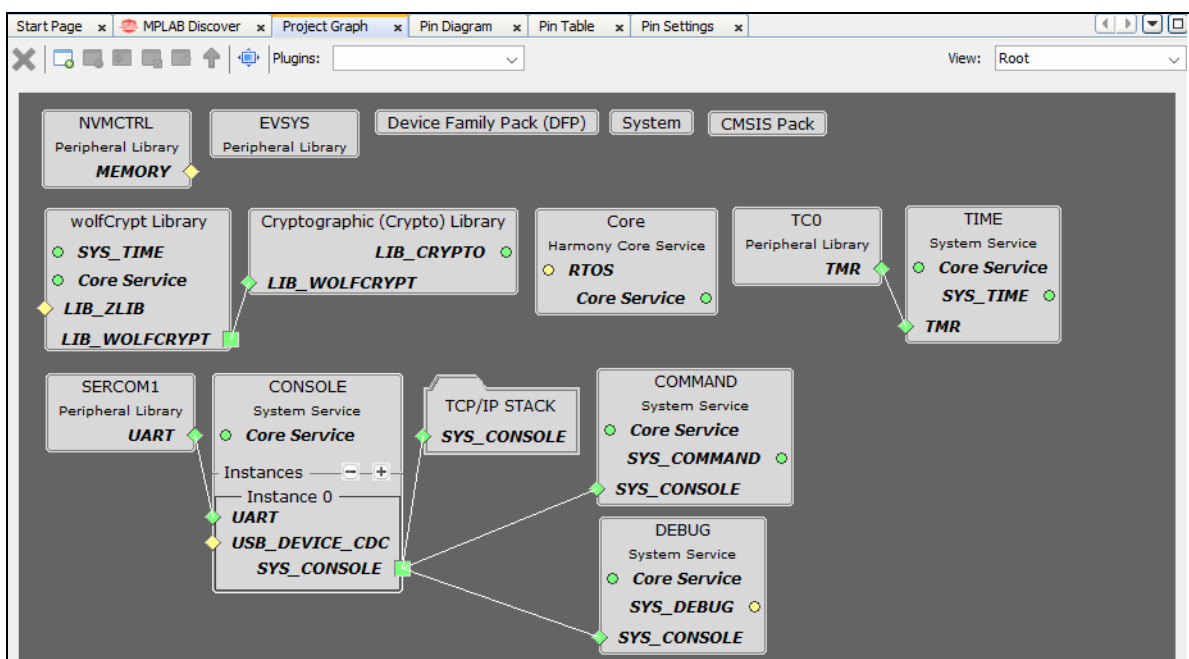 Start Page x MPLAB Discover x Project Graph x Pin Diagram x Pin Table x Pin Settings x
Plugins: View: Root
NVMCTRL
Peripheral Library
MEMORY
EVSYS
Peripheral Library
Device Family Pack (DFP)
System
CMSIS Pack
wolfCrypt Library
SYS_TIME
Core Service
LIB_ZLIB
LIB_WOLFCRYPT
Cryptographic (Crypto) Library
LIB_CRYPTO
LIB_WOLFCRYPT
Core
Harmony Core Service
RTOS
Core Service
TC0
Peripheral Library
TMR
TIME
System Service
Core Service
SYS_TIME
TMR
SERCOM1
Peripheral Library
UART
CONSOLE
System Service
Core Service
Instances
Instance 0
UART
USB_DEVICE_CDC
SYS_CONSOLE
TCP/IP STACK
SYS_CONSOLE
COMMAND
System Service
Core Service
SYS_COMMAND
SYS_CONSOLE
DEBUG
System Service
Core Service
SYS_DEBUG
SYS_CONSOLE